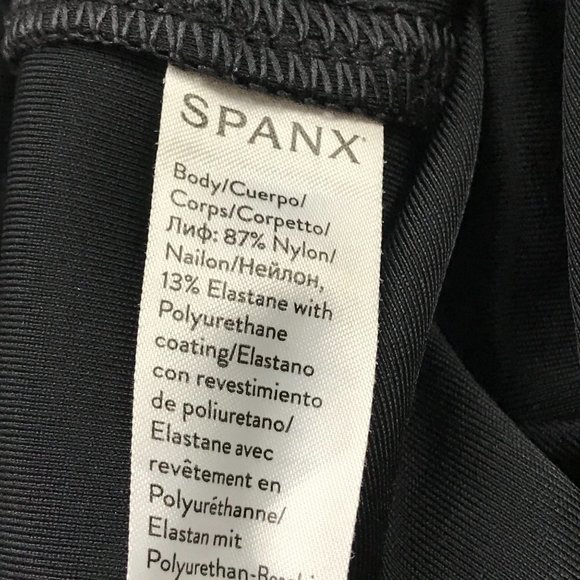 SPANX
Body/Cuerpo/
Corps/Corpetto/
Лиф: 87% Nylon/
Nailon/Нейлон,
13% Elastane with
Polyurethane
coating/Elastano
con revestimiento
de poliuretano/
Elastane avec
revêtement en
Polyuréthanne/
Elastan mit